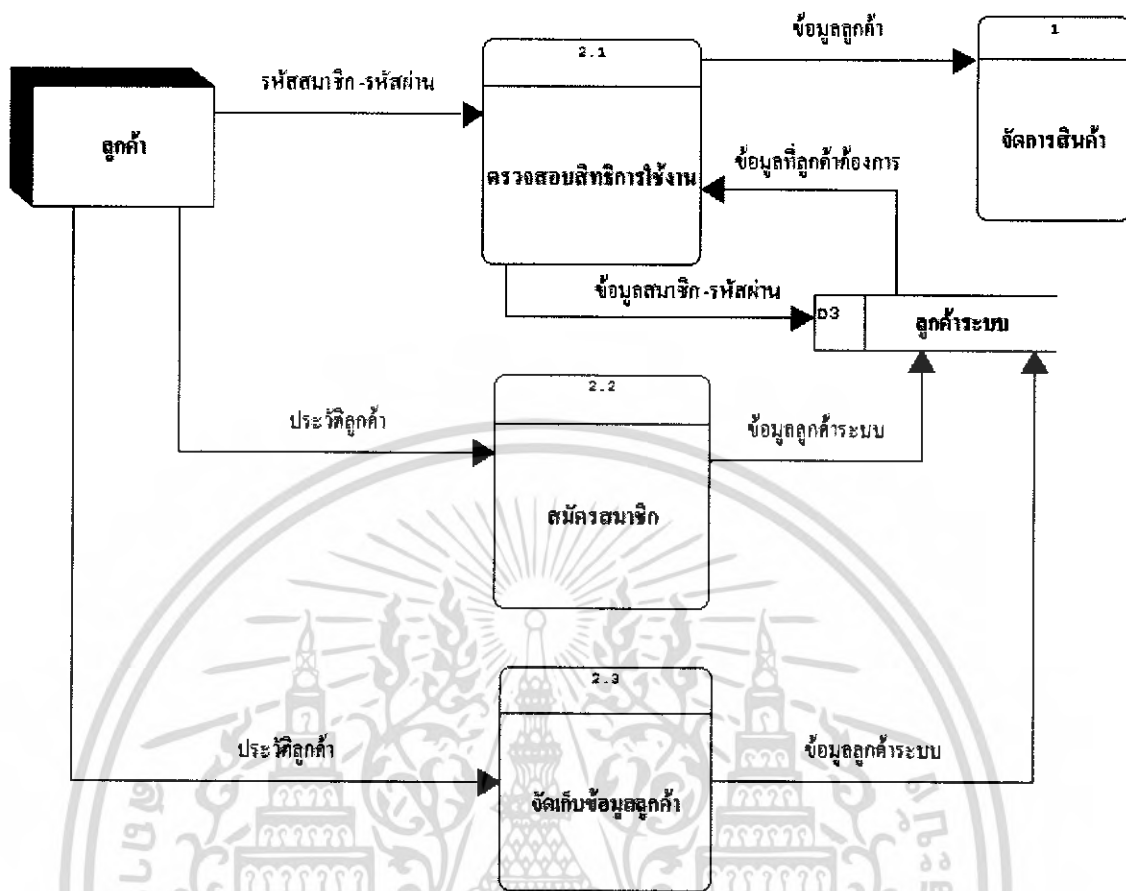 ข้อมูลลูกค้า
1
2.1
รหัสสมาชิก-รหัสผ่าน
ลูกค้า
จัดการสินค้า
ข้อมูลที่ลูกค้าต้องการ
ตรวจสอบสิทธิการใช้งาน
ข้อมูลสมาชิก-รหัสผ่าน
D3
ลูกค้าระบบ
2.2
ประวัติลูกค้า
ข้อมูลลูกค้าระบบ
สมัครสมาชิก
2.3
ประวัติลูกค้า
ข้อมูลลูกค้าระบบ
จัดเก็บข้อมูลลูกค้า